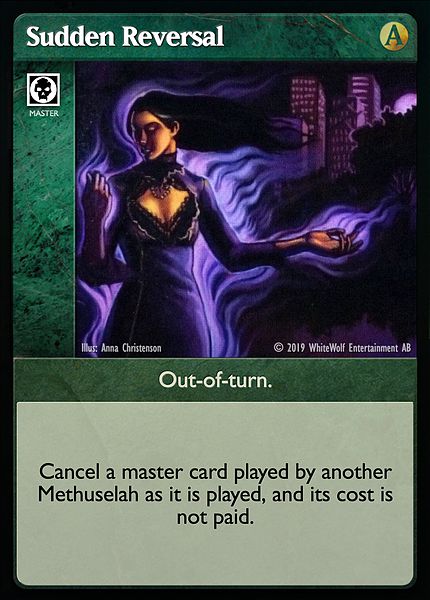 Sudden Reversal
A
MASTER
Illus: Anna Christenson
© 2019 WhiteWolf Entertainment AB
Out-of-turn.
Cancel a master card played by another
Methuselah as it is played, and its cost is
not paid.